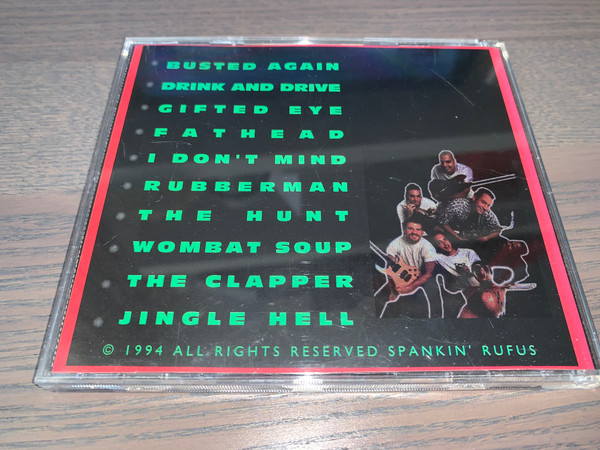 BUSTED AGAIN
DRINK AND DRIVE
GIFTED EYE
FATHEAD
I DON'T MIND
RUBBERMAN
THE HUNT
WOMBAT SOUP
THE CLAPPER
JINGLE HELL
© 1994 ALL RIGHTS RESERVED SPANKIN' RUFUS